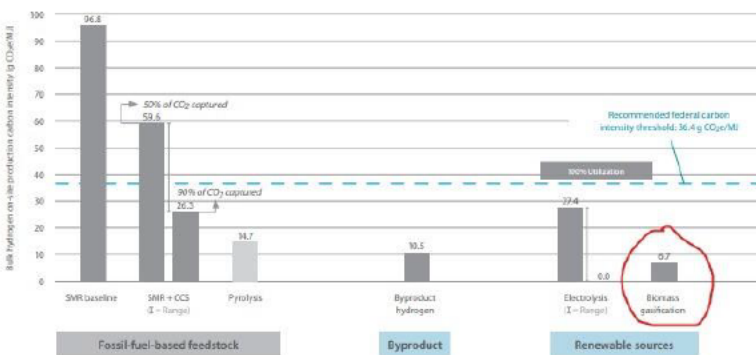 Bulk hydrogen on-site production carbon intensity (g CO₂e/MJ)
100
90
80
70
60
50
40
30
20
10
0
96.8
50% of CO₂ captured
59.6
90% of CO₂ captured
26.3
14.7
10.5
Recommended federal carbon
intensity threshold: 36.4 g CO₂e/MJ
100% Utilization
27.4
0.0
6.7
SMR baseline
SMR + CCS
(I = Range)
Pyrolysis
Byproduct
hydrogen
Electrolysis
(I = Range)
Biomass
gasification
Fossil-fuel-based feedstock
Byproduct
Renewable sources